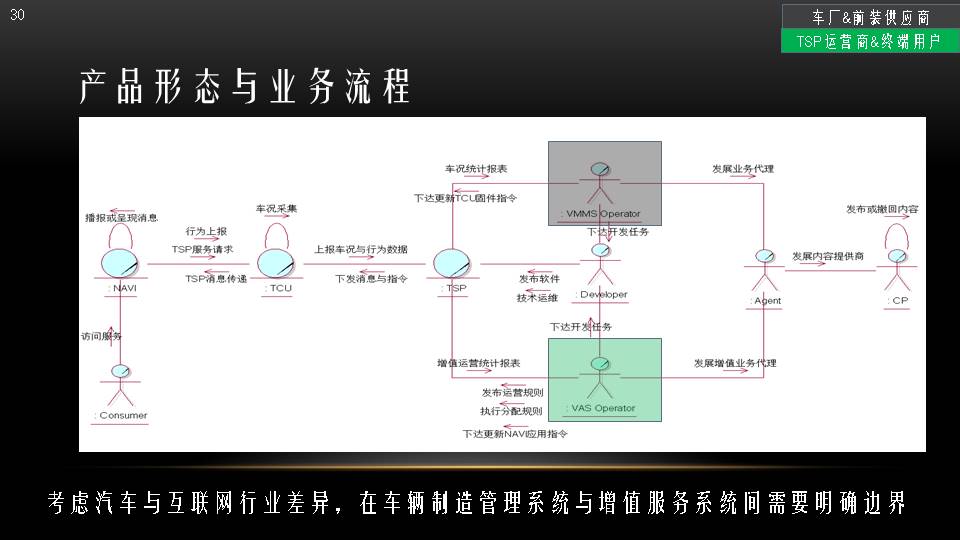 30
车厂&前装供应商
TSP运营商&终端用户
产品形态与业务流程
车况统计报表
发展业务代理
下达更新TCU固件指令
: VMMS Operator
播报或呈现消息
车况采集
发布或撤回内容
行为上报
下达开发任务
TSP服务请求
上报车况与行为数据
发展内容提供商
TSP消息传递
下发消息与指令
发布软件
: NAVI
: TCU
: TSP
技术运维
: Developer
: Agent
: CP
访问服务
下达开发任务
增值运营统计报表
发展增值业务代理
发布运营规则
: Consumer
执行分配规则
: VAS Operator
下达更新NAVI应用指令
考虑汽车与互联网行业差异，在车辆制造管理系统与增值服务系统间需要明确边界